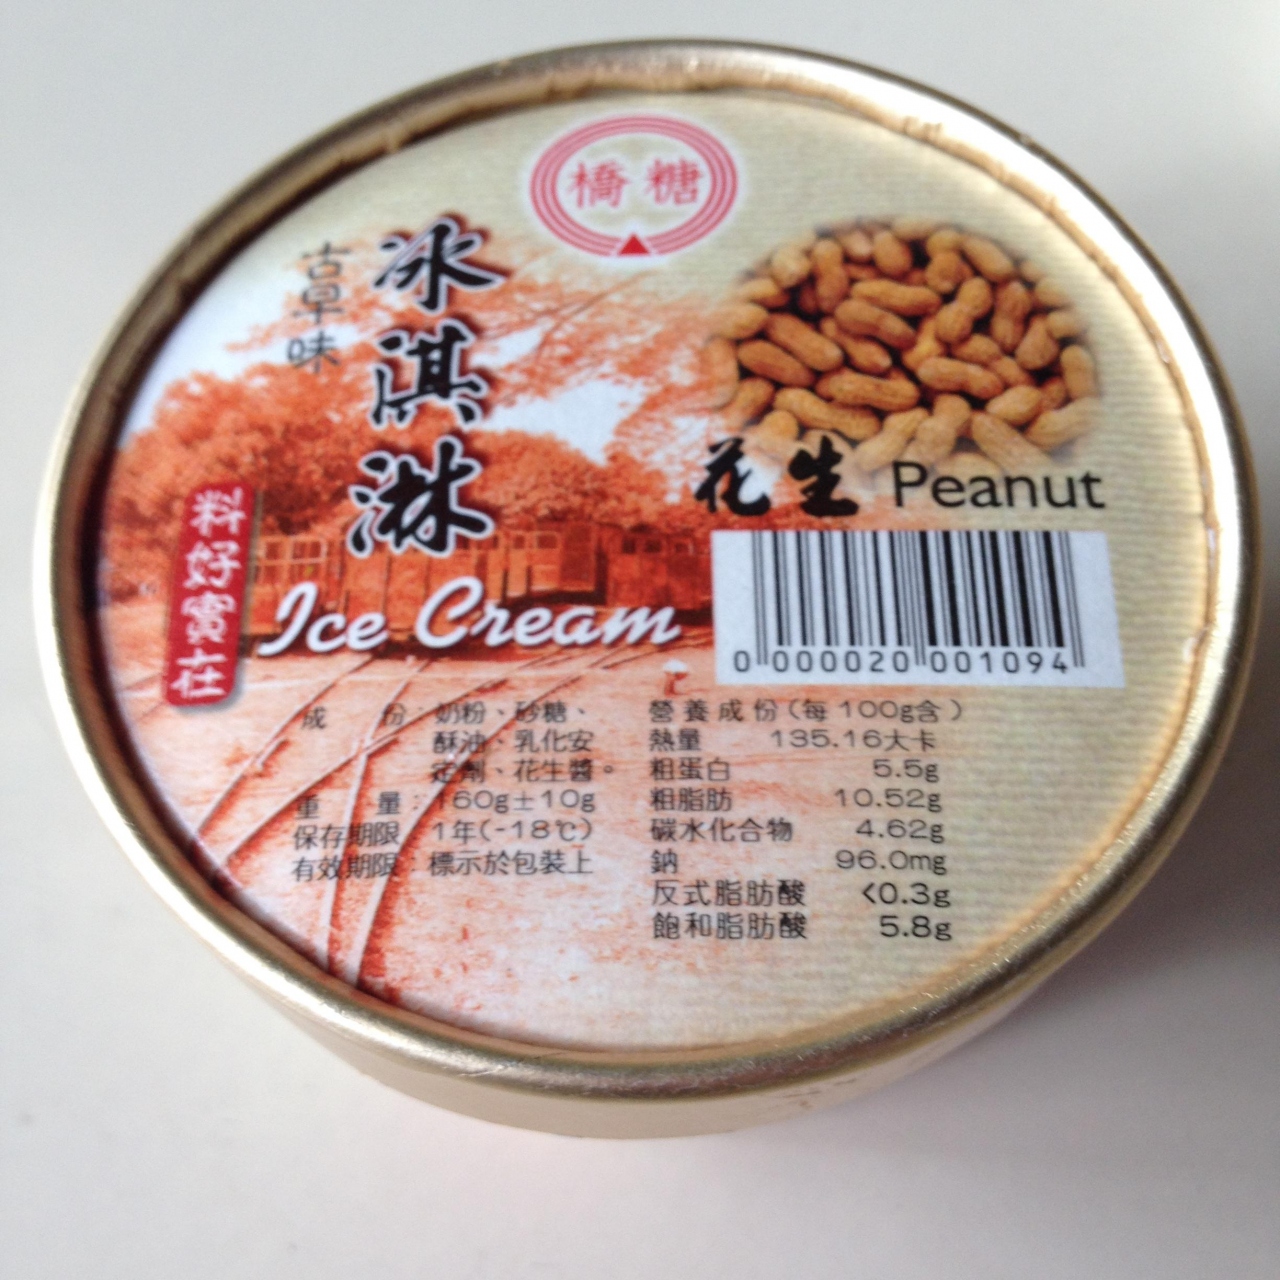 橋糖
古早味
冰淇淋
料好實在
Ice Cream
花生 Peanut
0 000020 001094
成 份：奶粉、砂糖、
酥油、乳化安
定劑、花生醬。
重 量：160g±10g
保存期限：1年(-18℃)
有效期限：標示於包裝上
營養成份(每100g含)
熱量 135.16大卡
粗蛋白 5.5g
粗脂肪 10.52g
碳水化合物 4.62g
鈉 96.0mg
反式脂肪酸 <0.3g
飽和脂肪酸 5.8g